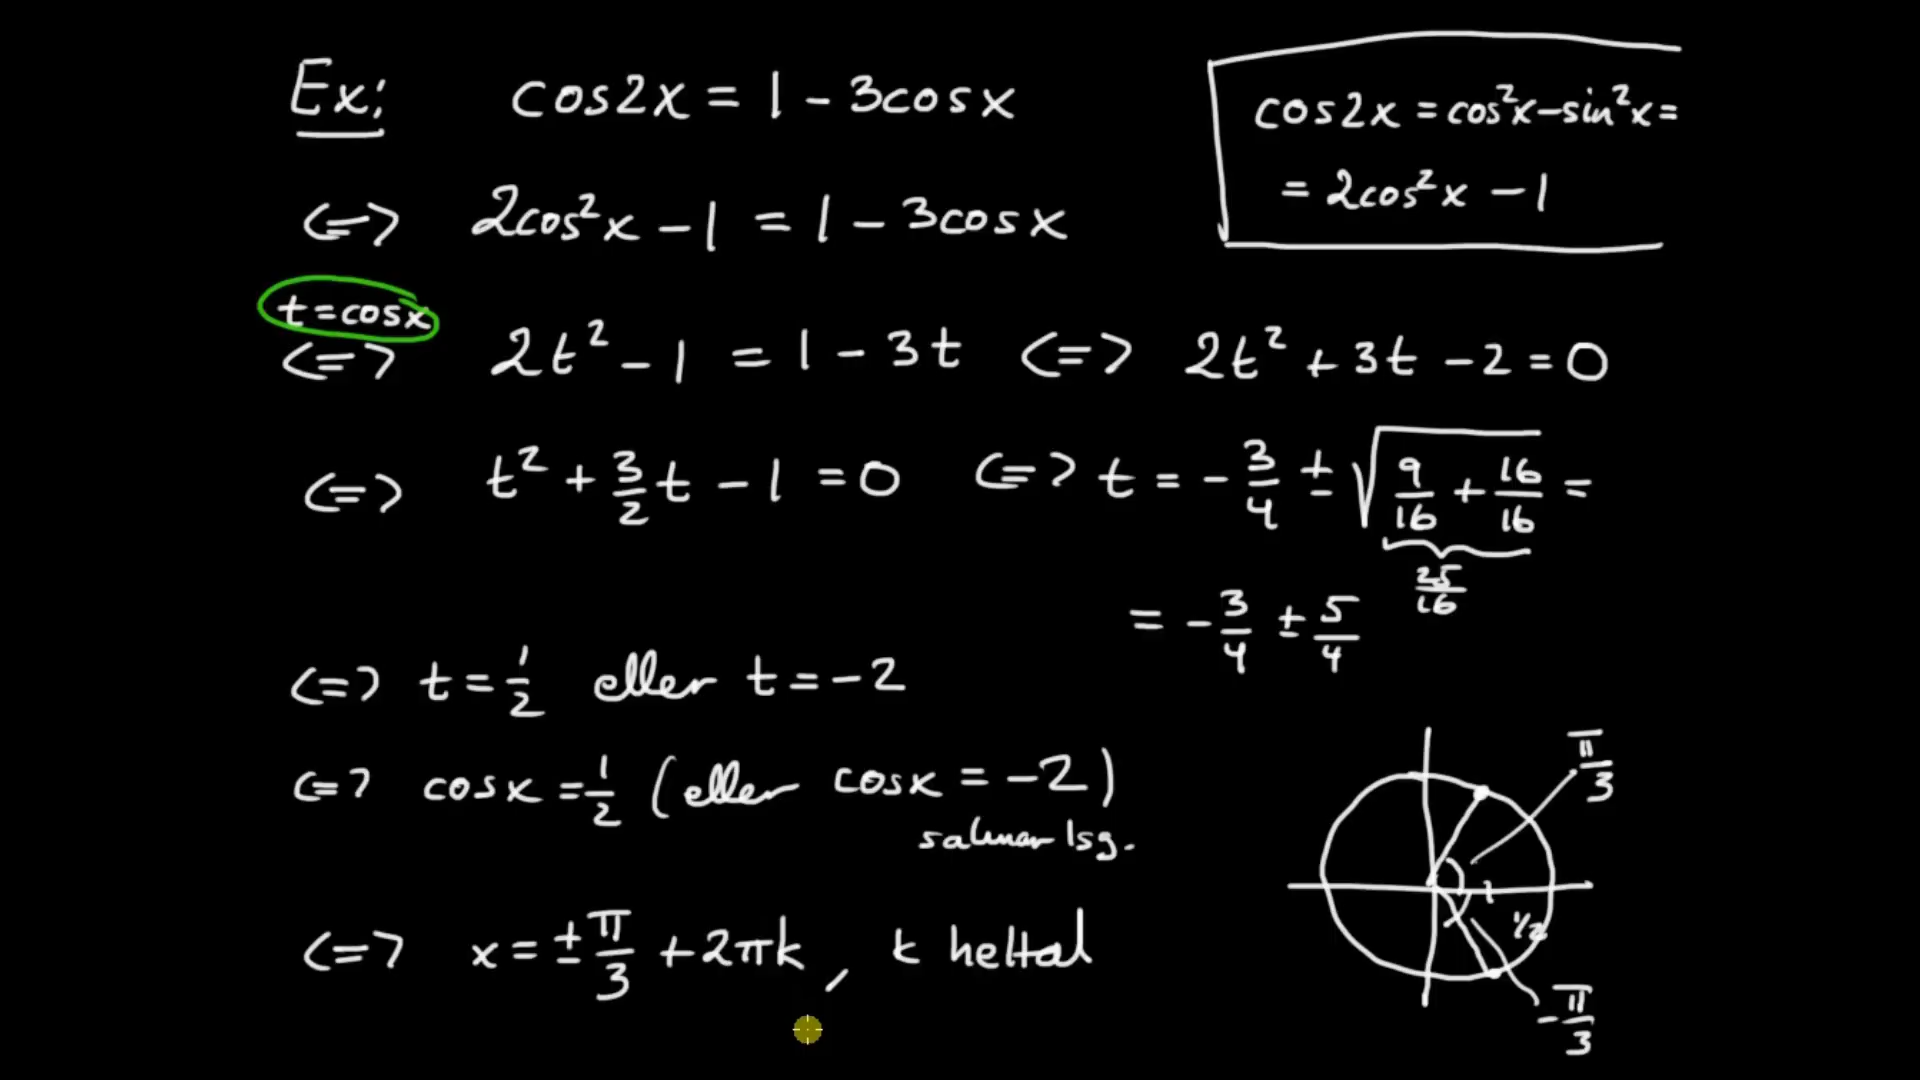 Ex: cos2x = 1 - 3cosx
cos2x = cos²x - sin²x =
= 2cos²x - 1
<=> 2cos²x - 1 = 1 - 3cosx
t = cosx
<=> 2t² - 1 = 1 - 3t <=> 2t² + 3t - 2 = 0
<=> t² + 3/2 t - 1 = 0 <=> t = - 3/4 ± √(9/16 + 16/16) =
25/16
= - 3/4 ± 5/4
<=> t = 1/2 eller t = -2
<=> cosx = 1/2 (eller cosx = -2)
saknar lsg.
<=> x = ± π/3 + 2πk, k heltal
π/3
1/2
- π/3